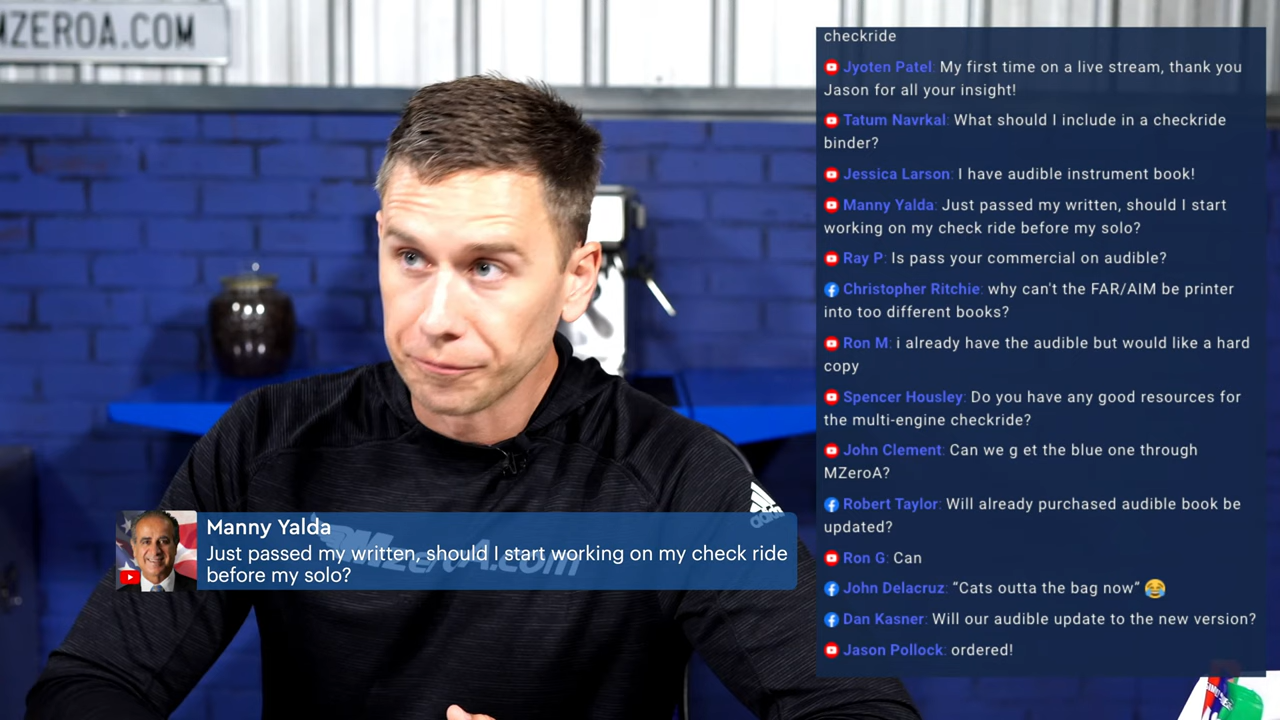 MZEROA.COM
checkride
Jyoten Patel: My first time on a live stream, thank you
Jason for all your insight!
Tatum Navrkal: What should I include in a checkride
binder?
Jessica Larson: I have audible instrument book!
Manny Yalda: Just passed my written, should I start
working on my check ride before my solo?
Ray P: Is pass your commercial on audible?
Christopher Ritchie: why can't the FAR/AIM be printer
into too different books?
Ron M: i already have the audible but would like a hard
copy
Spencer Housley: Do you have any good resources for
the multi-engine checkride?
John Clement: Can we g et the blue one through
MZeroA?
Robert Taylor: Will already purchased audible book be
updated?
Ron G: Can
John Delacruz: “Cats outta the bag now” 😂
Dan Kasner: Will our audible update to the new version?
Jason Pollock: ordered!
adidas
MZeroA.COM
Manny Yalda
Just passed my written, should I start working on my check ride
before my solo?